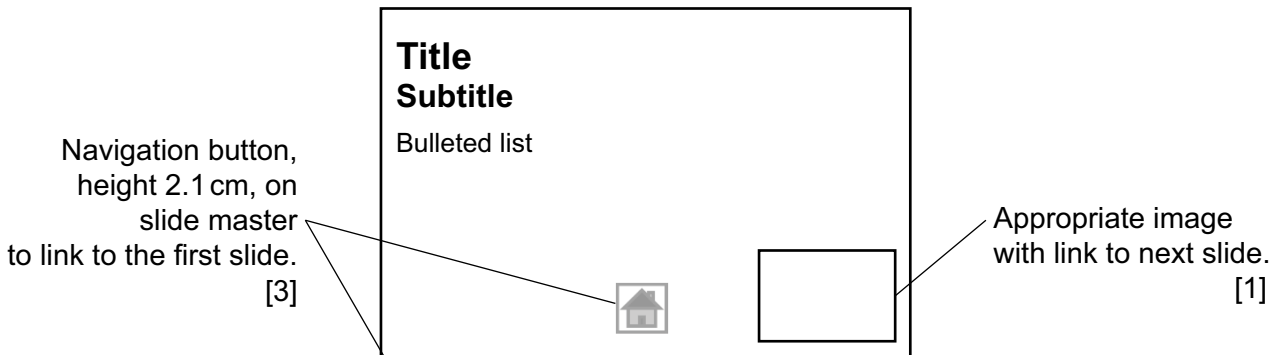 Title
Subtitle
Bulleted list
Navigation button,
height 2.1 cm, on
slide master
to link to the first slide.
[3]
Appropriate image
with link to next slide.
[1]